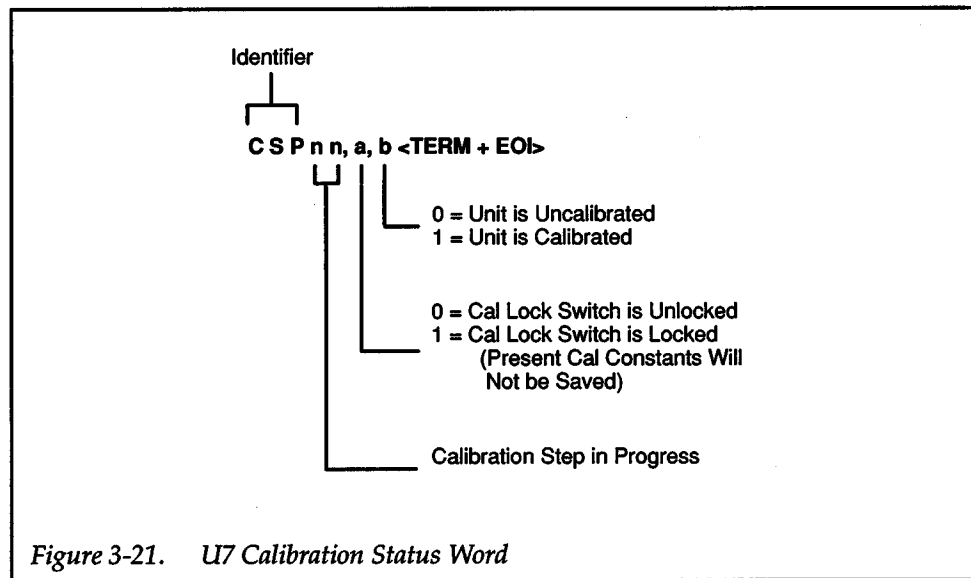 Identifier
C S P n n, a, b <TERM + EOI>
0 = Unit is Uncalibrated
1 = Unit is Calibrated
0 = Cal Lock Switch is Unlocked
1 = Cal Lock Switch is Locked
(Present Cal Constants Will
Not be Saved)
Calibration Step in Progress
Figure 3-21. U7 Calibration Status Word